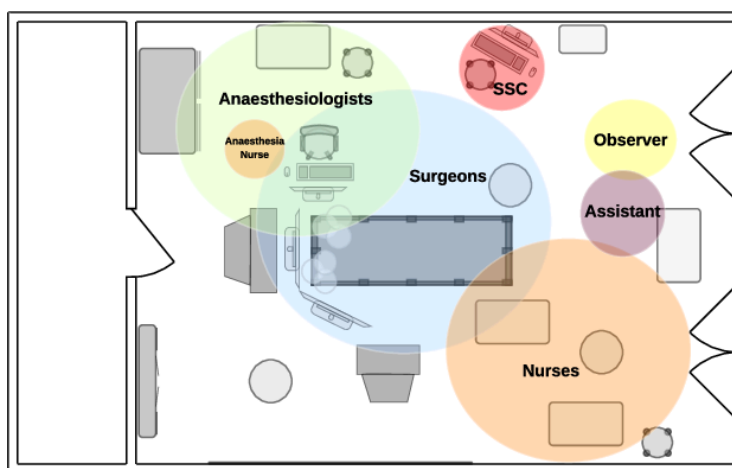 SSC
Anaesthesiologists
Anaesthesia
Nurse
Observer
Surgeons
Assistant
Nurses